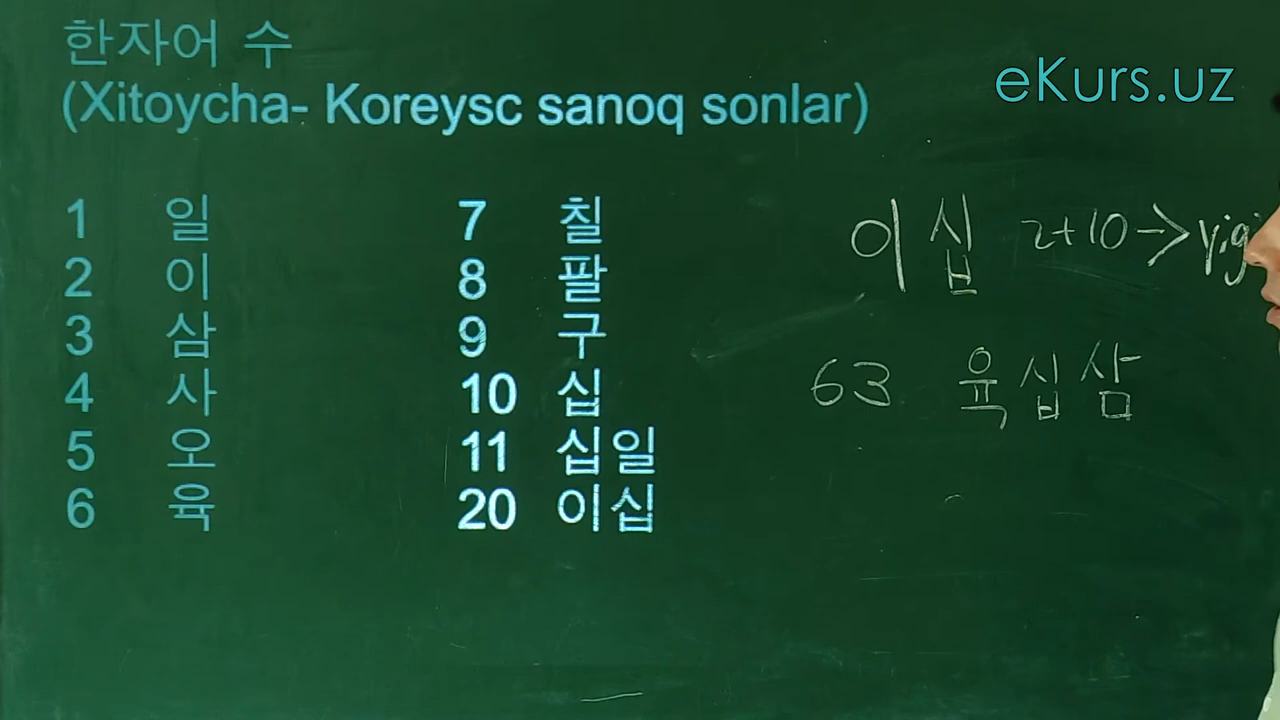 한자어 수
(Xitoycha- Koreysc sanoq sonlar)
eKurs.uz
1 일
2 이
3 삼
4 사
5 오
6 육
7 칠
8 팔
9 구
10 십
11 십일
20 이십
이십 2+10->
63 육십삼